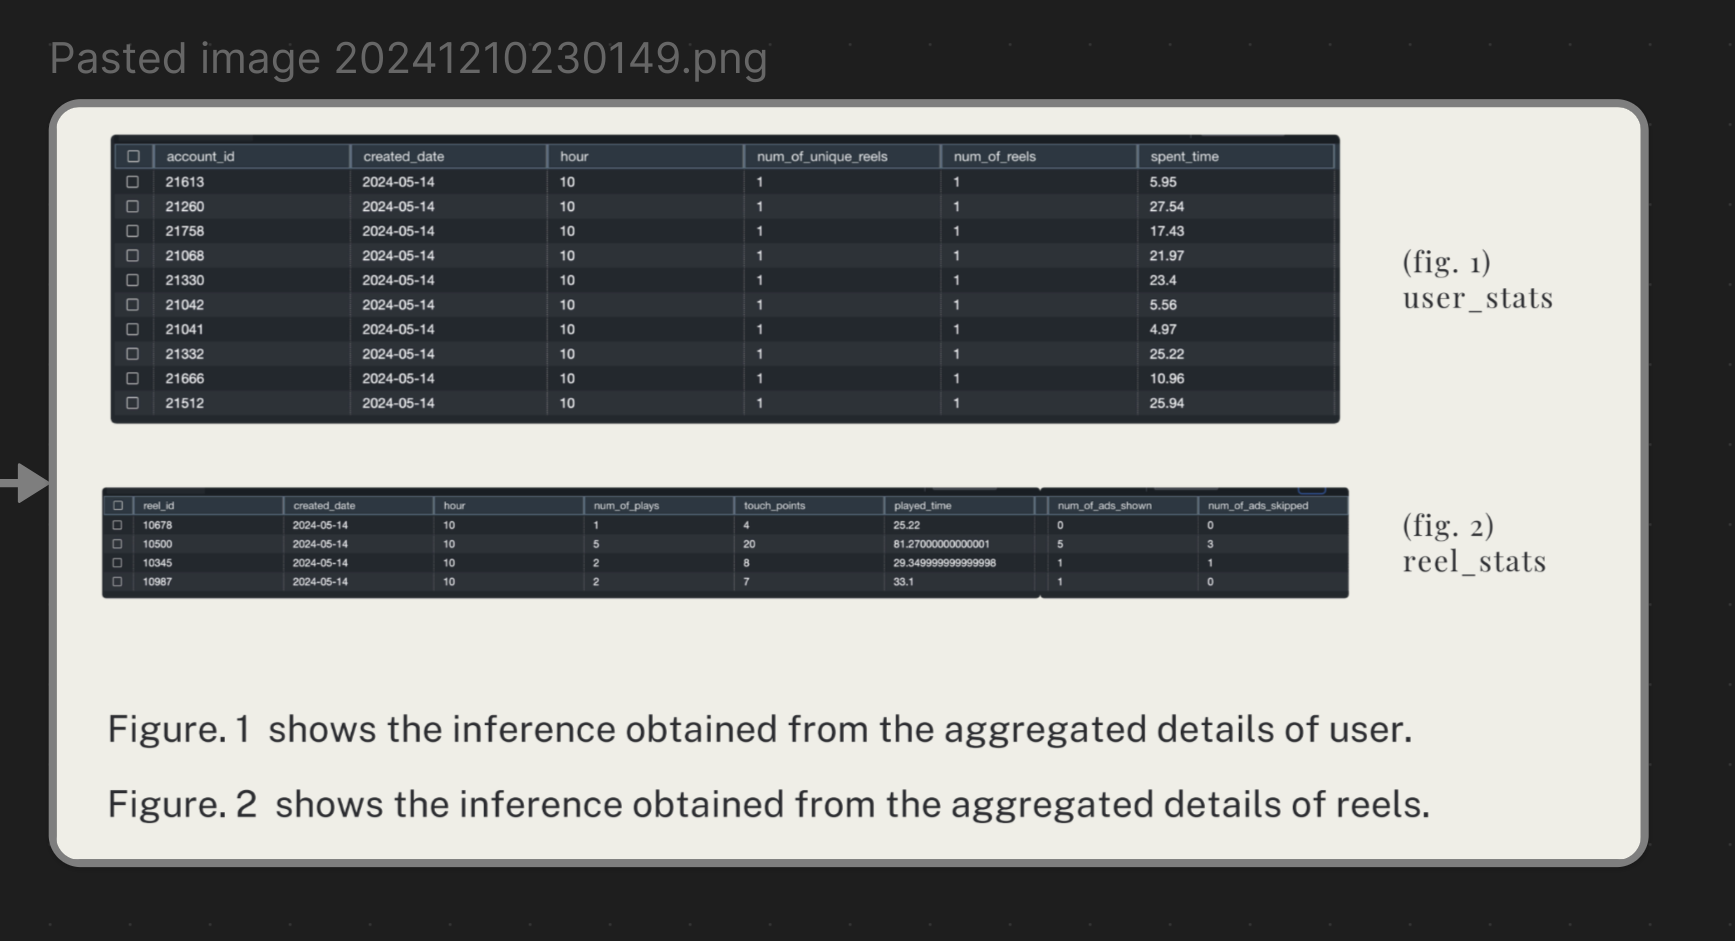 Pasted image 20241210230149.png
account_id created_date hour num_of_unique_reels num_of_reels spent_time
21613 2024-05-14 10 1 1 5.95
21260 2024-05-14 10 1 1 27.54
21758 2024-05-14 10 1 1 17.43
21068 2024-05-14 10 1 1 21.97
21330 2024-05-14 10 1 1 23.4
21042 2024-05-14 10 1 1 5.56
21041 2024-05-14 10 1 1 4.97
21332 2024-05-14 10 1 1 25.22
21666 2024-05-14 10 1 1 10.96
21512 2024-05-14 10 1 1 25.94
(fig. 1)
user_stats
reel_id created_date hour num_of_plays touch_points played_time num_of_ads_shown num_of_ads_skipped
10678 2024-05-14 10 1 4 25.22 0 0
10500 2024-05-14 10 5 20 81.27000000000001 5 3
10345 2024-05-14 10 2 8 29.349999999999998 1 1
10987 2024-05-14 10 2 7 33.1 1 0
(fig. 2)
reel_stats
Figure. 1 shows the inference obtained from the aggregated details of user.
Figure. 2 shows the inference obtained from the aggregated details of reels.